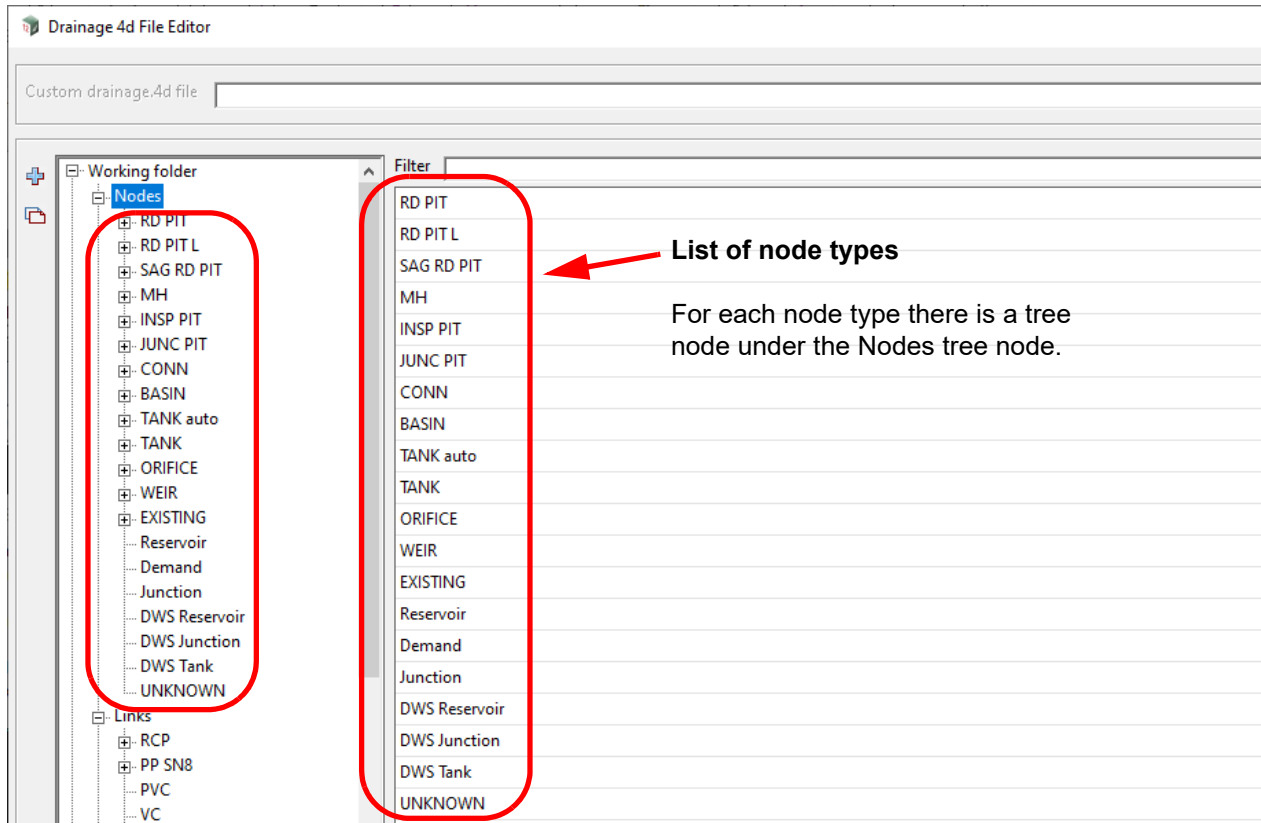 Drainage 4d File Editor
Custom drainage.4d file
Working folder
Nodes
RD PIT
RD PIT L
SAG RD PIT
MH
INSP PIT
JUNC PIT
CONN
BASIN
TANK auto
TANK
ORIFICE
WEIR
EXISTING
Reservoir
Demand
Junction
DWS Reservoir
DWS Junction
DWS Tank
UNKNOWN
Links
RCP
PP SN8
PVC
VC
Filter
RD PIT
RD PIT L
SAG RD PIT
MH
INSP PIT
JUNC PIT
CONN
BASIN
TANK auto
TANK
ORIFICE
WEIR
EXISTING
Reservoir
Demand
Junction
DWS Reservoir
DWS Junction
DWS Tank
UNKNOWN
List of node types
For each node type there is a tree
node under the Nodes tree node.